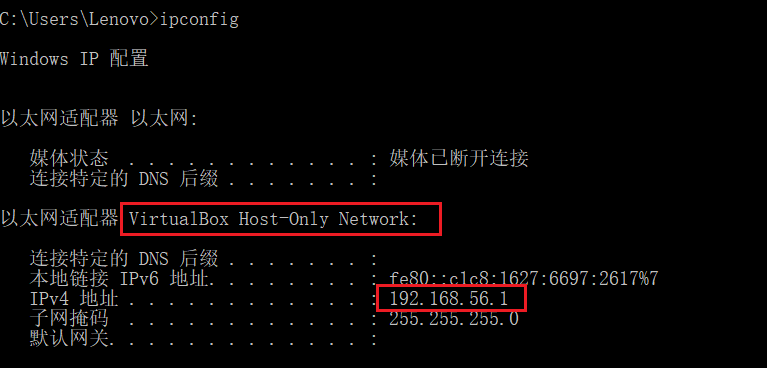 C:\Users\Lenovo>ipconfig
Windows IP 配置
以太网适配器 以太网:
媒体状态 . . . . . . . . . . . . : 媒体已断开连接
连接特定的 DNS 后缀 . . . . . . . :
以太网适配器 VirtualBox Host-Only Network:
连接特定的 DNS 后缀 . . . . . . . :
本地链接 IPv6 地址. . . . . . . . : fe80::c1c8:1627:6697:2617%7
IPv4 地址 . . . . . . . . . . . . : 192.168.56.1
子网掩码 . . . . . . . . . . . . : 255.255.255.0
默认网关. . . . . . . . . . . . . :